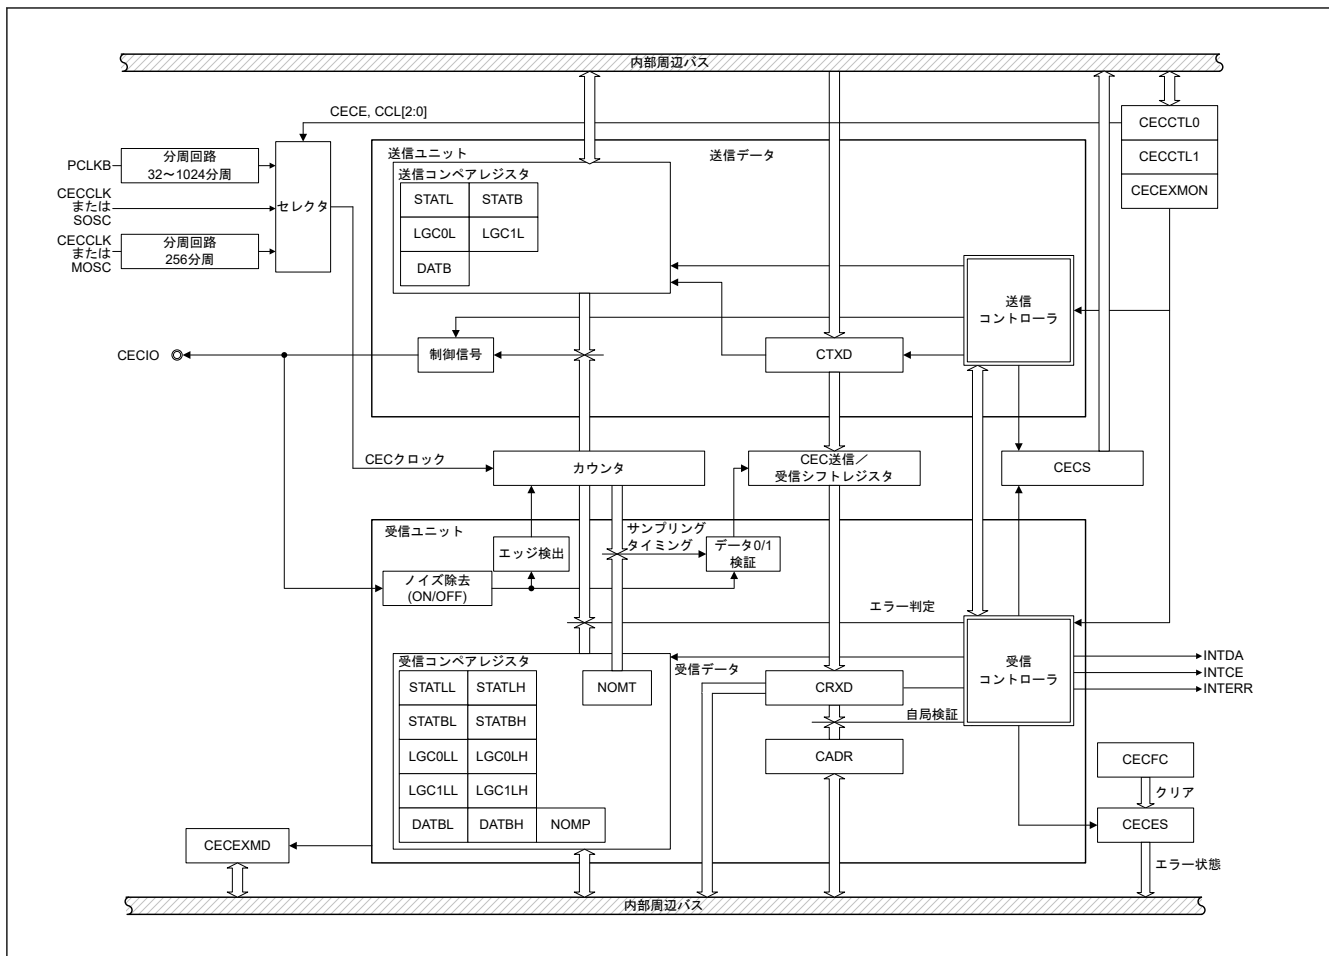 内部周辺バス
CECE, CCL[2:0]
CECCTL0
CECCTL1
CECEXMON
PCLKB
分周回路
32～1024分周
CECCLK
または
SOSC
セレクタ
CECCLK
または
MOSC
分周回路
256分周
送信ユニット
送信データ
送信コンペアレジスタ
STATL
STATB
LGC0L
LGC1L
DATB
送信
コントローラ
CECIO
制御信号
CTXD
CECクロック
カウンタ
CEC送信／
受信シフトレジスタ
CECS
受信ユニット
サンプリング
タイミング
エッジ検出
データ0/1
検証
ノイズ除去
(ON/OFF)
エラー判定
受信コンペアレジスタ
受信データ
STATLL
STATLH
NOMT
CRXD
受信
コントローラ
INTDA
INTCE
INTERR
STATBL
STATBH
自局検証
LGC0LL
LGC0LH
CADR
CECFC
LGC1LL
LGC1LH
クリア
DATBL
DATBH
NOMP
CECES
CECEXMD
エラー状態
内部周辺バス